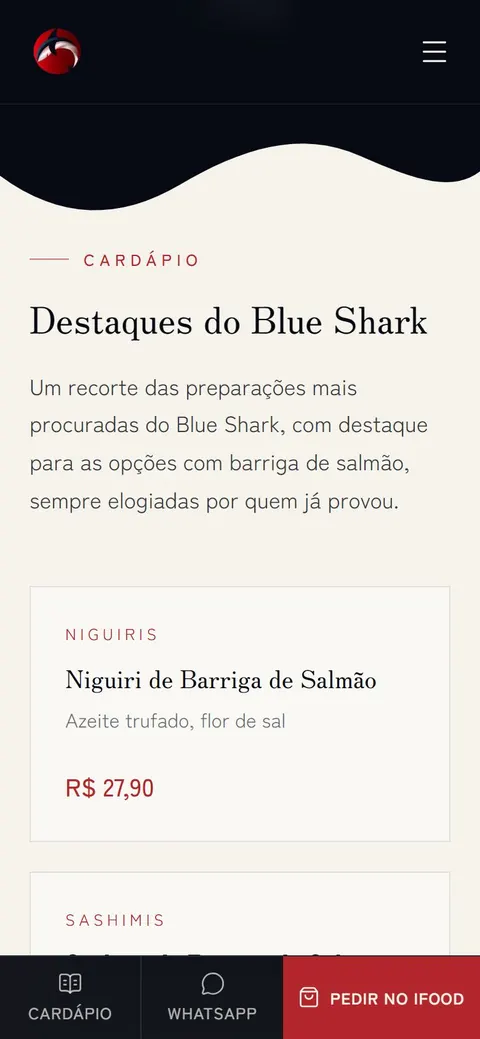 CARDÁPIO
Destaques do Blue Shark
Um recorte das preparações mais
procuradas do Blue Shark, com destaque
para as opções com barriga de salmão,
sempre elogiadas por quem já provou.
NIGUIRIS
Niguiri de Barriga de Salmão
Azeite trufado, flor de sal
R$ 27,90
SASHIMIS
CARDÁPIO
WHATSAPP
PEDIR NO IFOOD